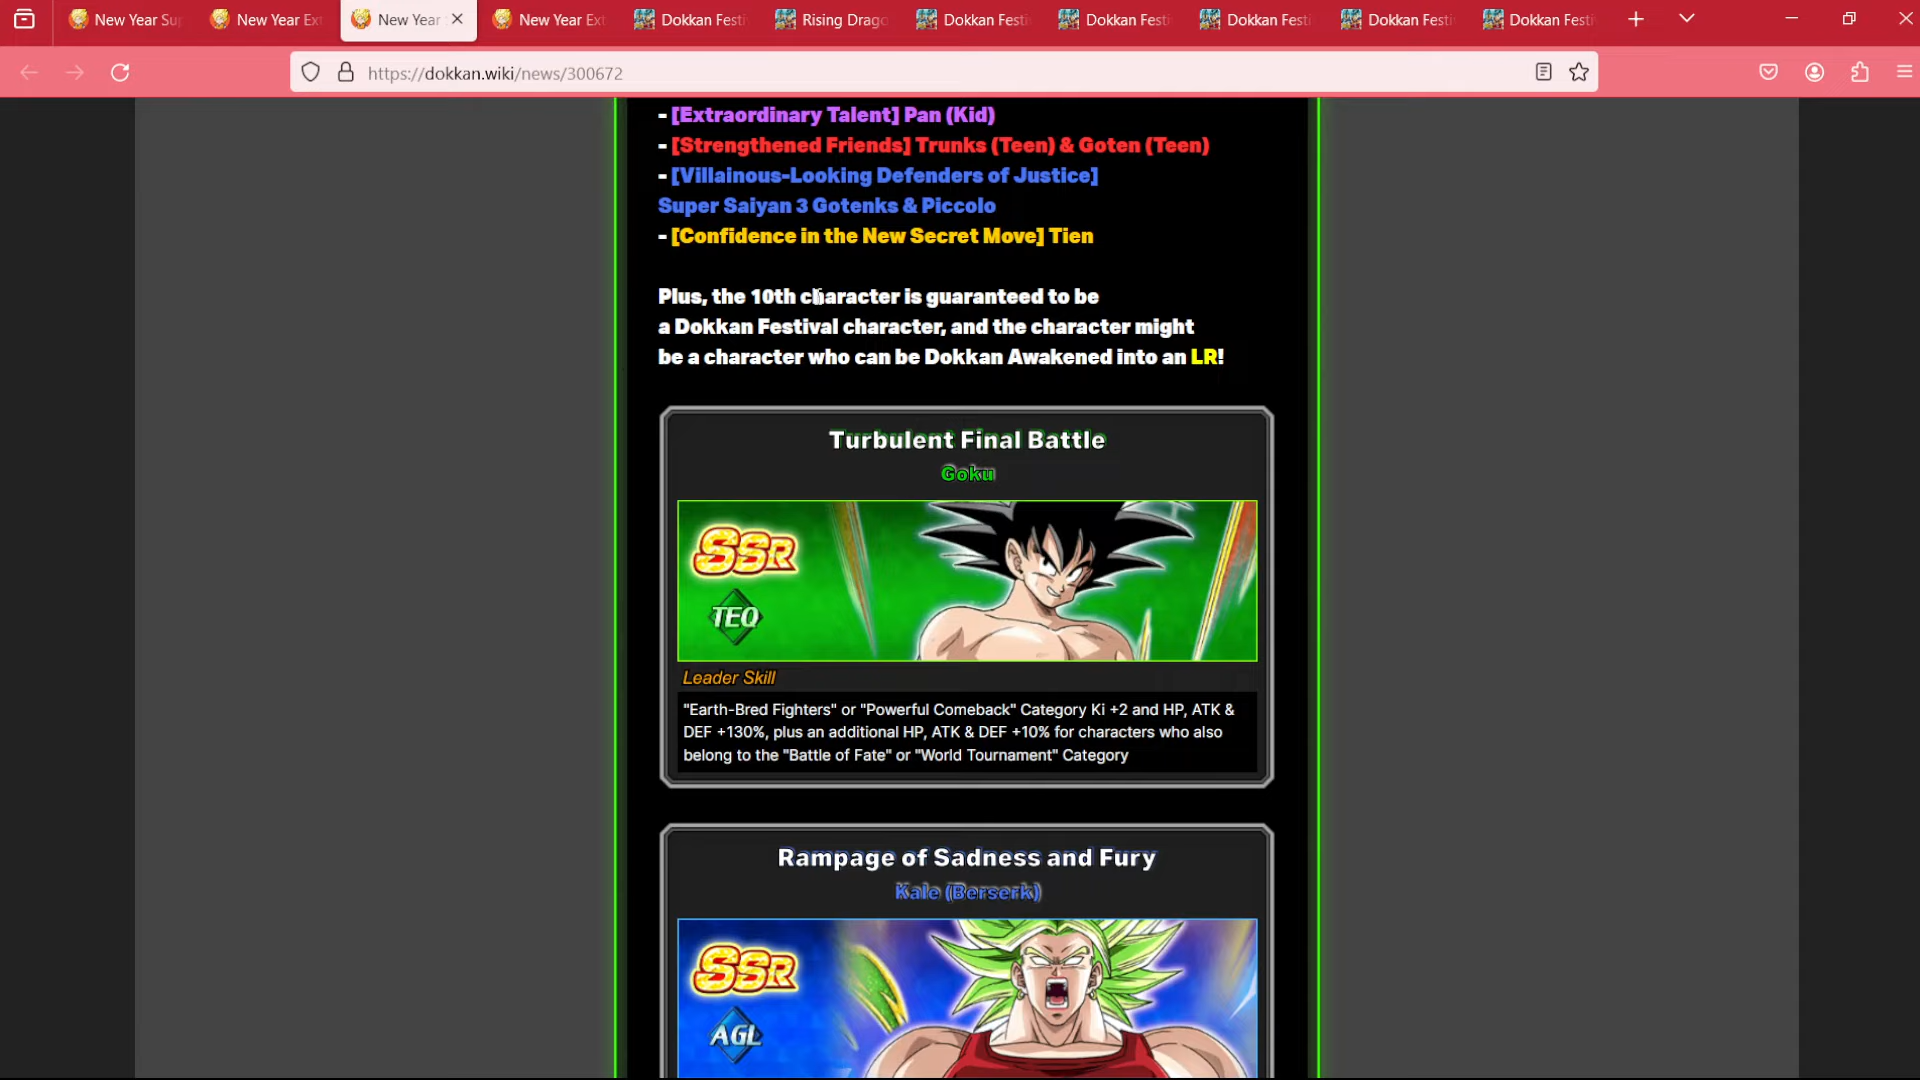 New Year Su
New Year Ext
New Year
New Year Ext
Dokkan Festi
Rising Drago
Dokkan Festi
Dokkan Festi
Dokkan Festi
Dokkan Festi
Dokkan Festi
https://dokkan.wiki/news/300672
- [Extraordinary Talent] Pan (Kid)
- [Strengthened Friends] Trunks (Teen) & Goten (Teen)
- [Villainous-Looking Defenders of Justice]
Super Saiyan 3 Gotenks & Piccolo
- [Confidence in the New Secret Move] Tien
Plus, the 10th character is guaranteed to be
a Dokkan Festival character, and the character might
be a character who can be Dokkan Awakened into an LR!
Turbulent Final Battle
Goku
SSR
TEQ
Leader Skill
"Earth-Bred Fighters" or "Powerful Comeback" Category Ki +2 and HP, ATK &
DEF +130%, plus an additional HP, ATK & DEF +10% for characters who also
belong to the "Battle of Fate" or "World Tournament" Category
Rampage of Sadness and Fury
Kale (Berserk)
SSR
AGL